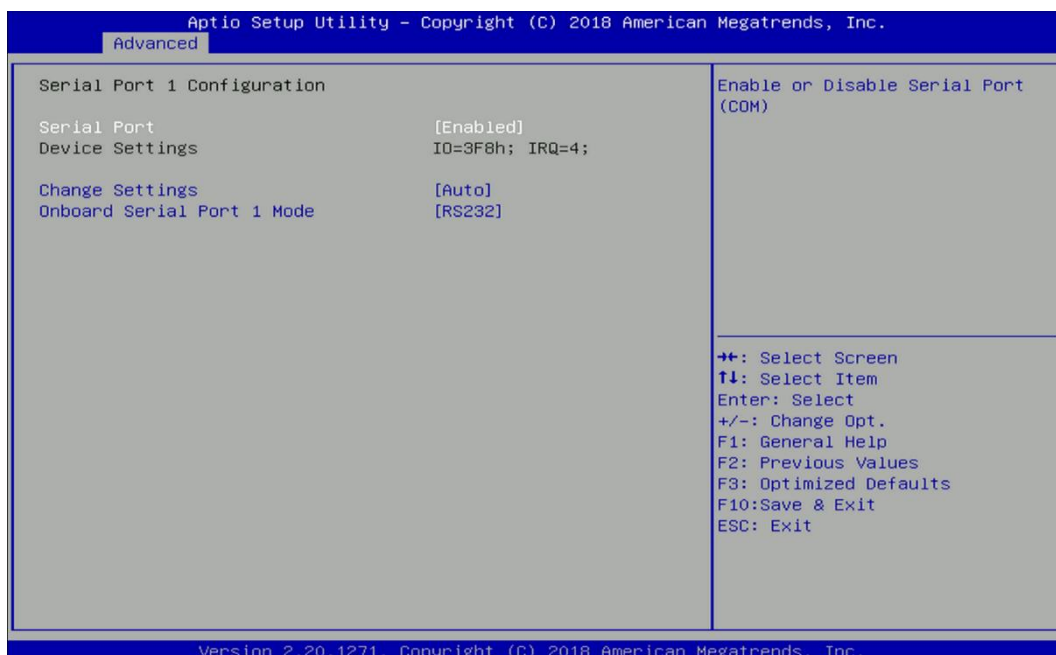 Aptio Setup Utility – Copyright (C) 2018 American Megatrends, Inc.
Advanced
Serial Port 1 Configuration
Serial Port [Enabled]
Device Settings IO=3F8h; IRQ=4;
Change Settings [Auto]
Onboard Serial Port 1 Mode [RS232]
Enable or Disable Serial Port
(COM)
→←: Select Screen
↑↓: Select Item
Enter: Select
+/-: Change Opt.
F1: General Help
F2: Previous Values
F3: Optimized Defaults
F10:Save & Exit
ESC: Exit
Version 2.20.1271. Copyright (C) 2018 American Megatrends, Inc.